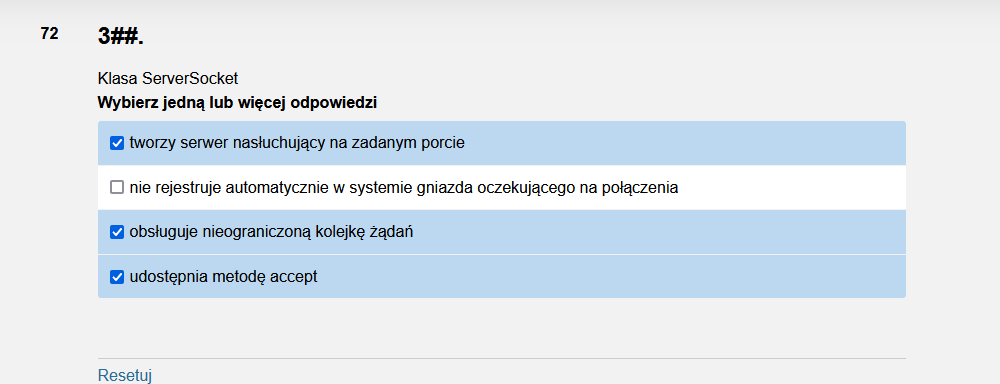 72
3##.
Klasa ServerSocket
Wybierz jedną lub więcej odpowiedzi
tworzy serwer nasłuchujący na zadanym porcie
nie rejestruje automatycznie w systemie gniazda oczekującego na połączenia
obsługuje nieograniczoną kolejkę żądań
udostępnia metodę accept
Resetuj